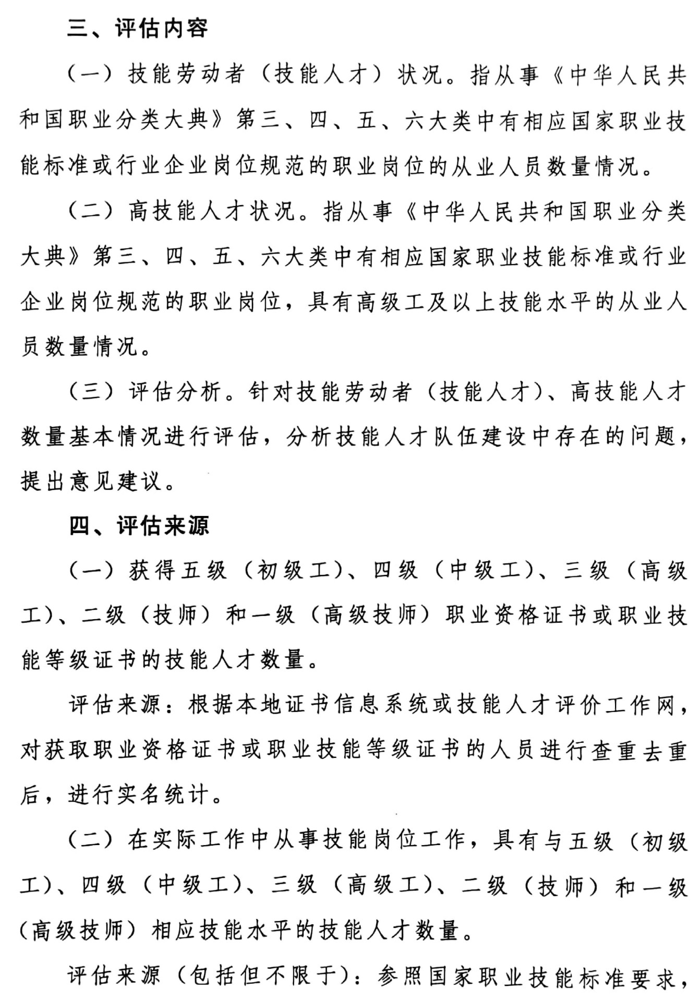 三、评估内容
（一）技能劳动者（技能人才）状况。指从事《中华人民共
和国职业分类大典》第三、四、五、六大类中有相应国家职业技
能标准或行业企业岗位规范的职业岗位的从业人员数量情况。
（二）高技能人才状况。指从事《中华人民共和国职业分类
大典》第三、四、五、六大类中有相应国家职业技能标准或行业
企业岗位规范的职业岗位，具有高级工及以上技能水平的从业人
员数量情况。
（三）评估分析。针对技能劳动者（技能人才）、高技能人才
数量基本情况进行评估，分析技能人才队伍建设中存在的问题，
提出意见建议。
四、评估来源
（一）获得五级（初级工）、四级（中级工）、三级（高级
工）、二级（技师）和一级（高级技师）职业资格证书或职业技
能等级证书的技能人才数量。
评估来源：根据本地证书信息系统或技能人才评价工作网，
对获取职业资格证书或职业技能等级证书的人员进行查重去重
后，进行实名统计。
（二）在实际工作中从事技能岗位工作，具有与五级（初级
工）、四级（中级工）、三级（高级工）、二级（技师）和一级
（高级技师）相应技能水平的技能人才数量。
评估来源（包括但不限于）：参照国家职业技能标准要求，